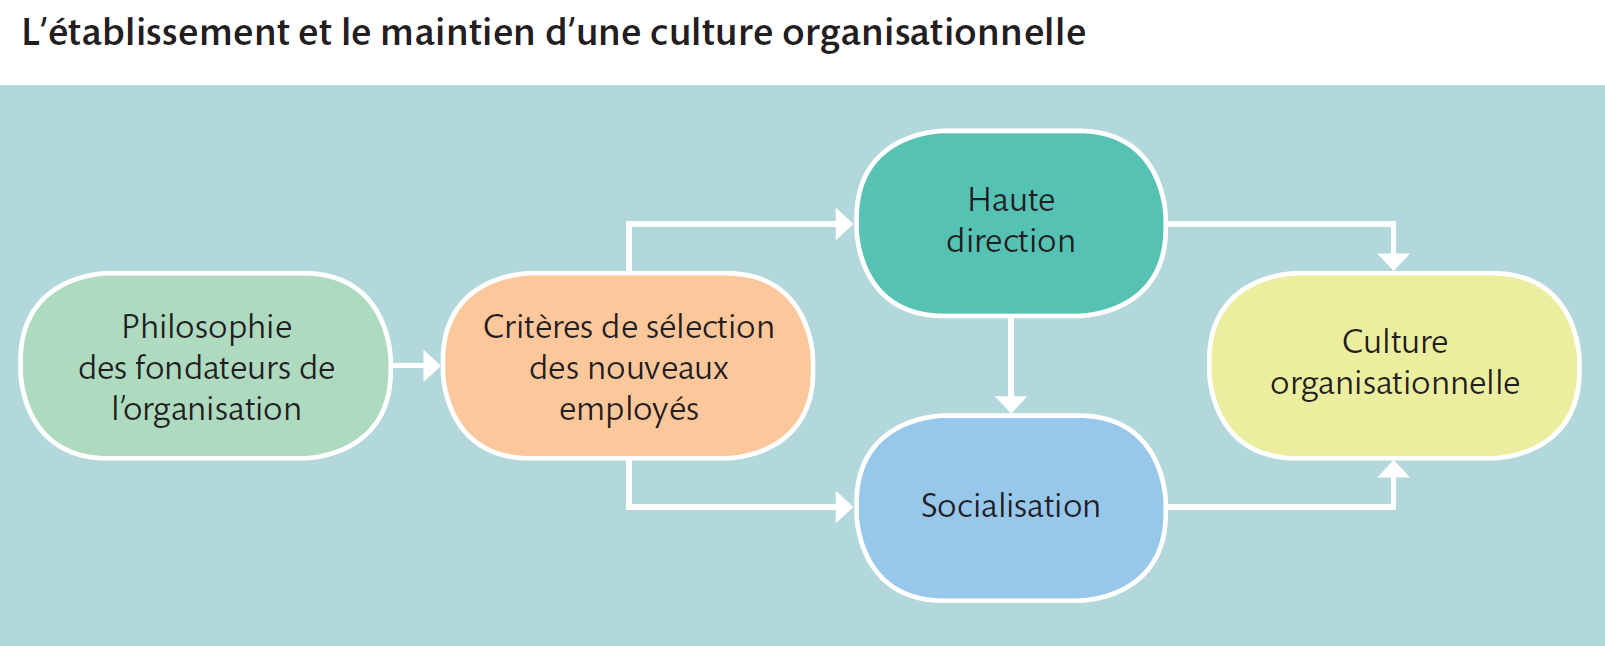 L’établissement et le maintien d’une culture organisationnelle
Philosophie
des fondateurs de
l’organisation
Critères de sélection
des nouveaux
employés
Haute
direction
Socialisation
Culture
organisationnelle